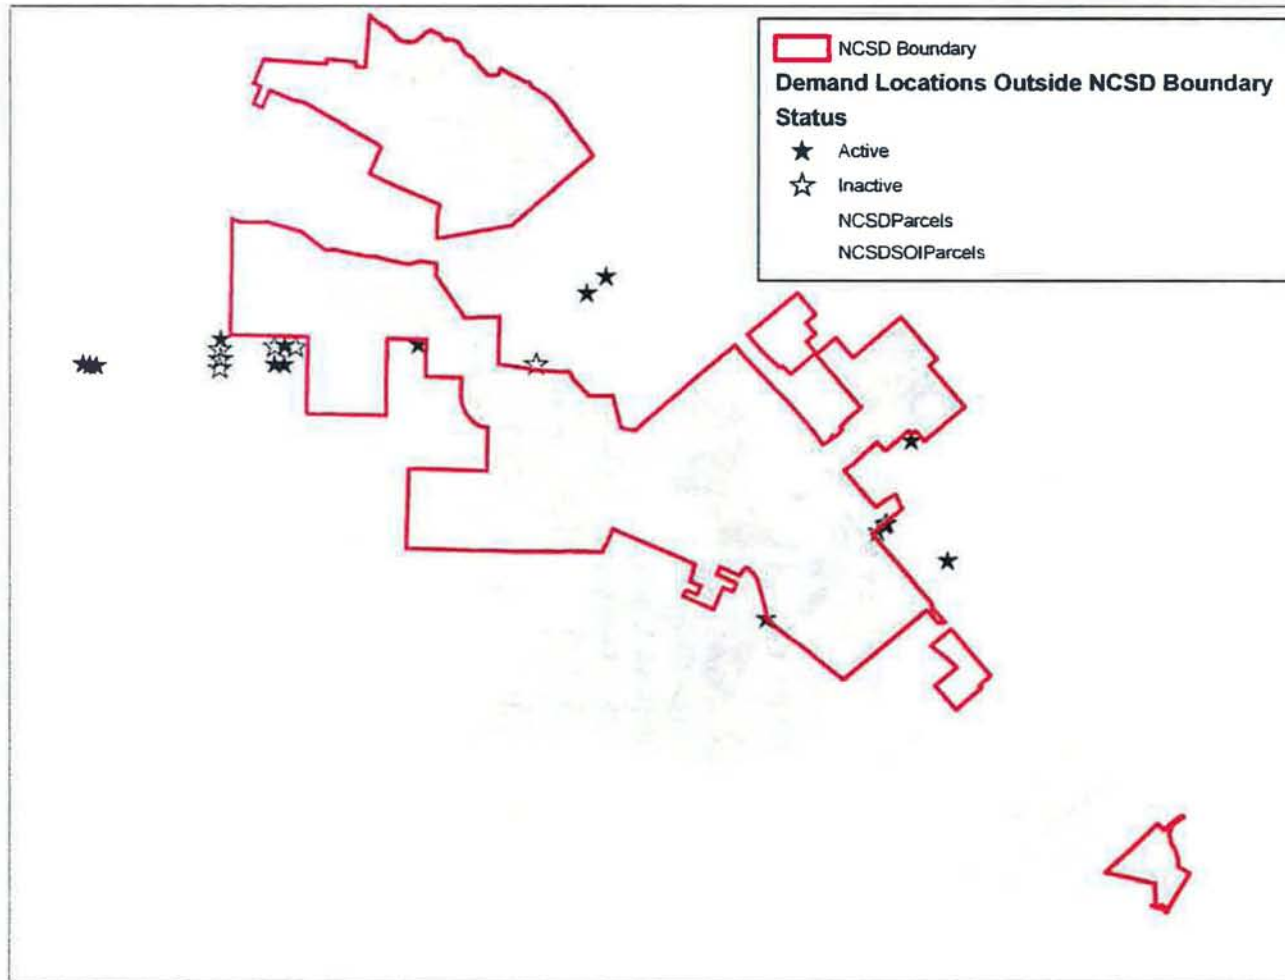 NCSD Boundary
Demand Locations Outside NCSD Boundary
Status
Active
Inactive
NCSDParcels
NCSDSOIParcels